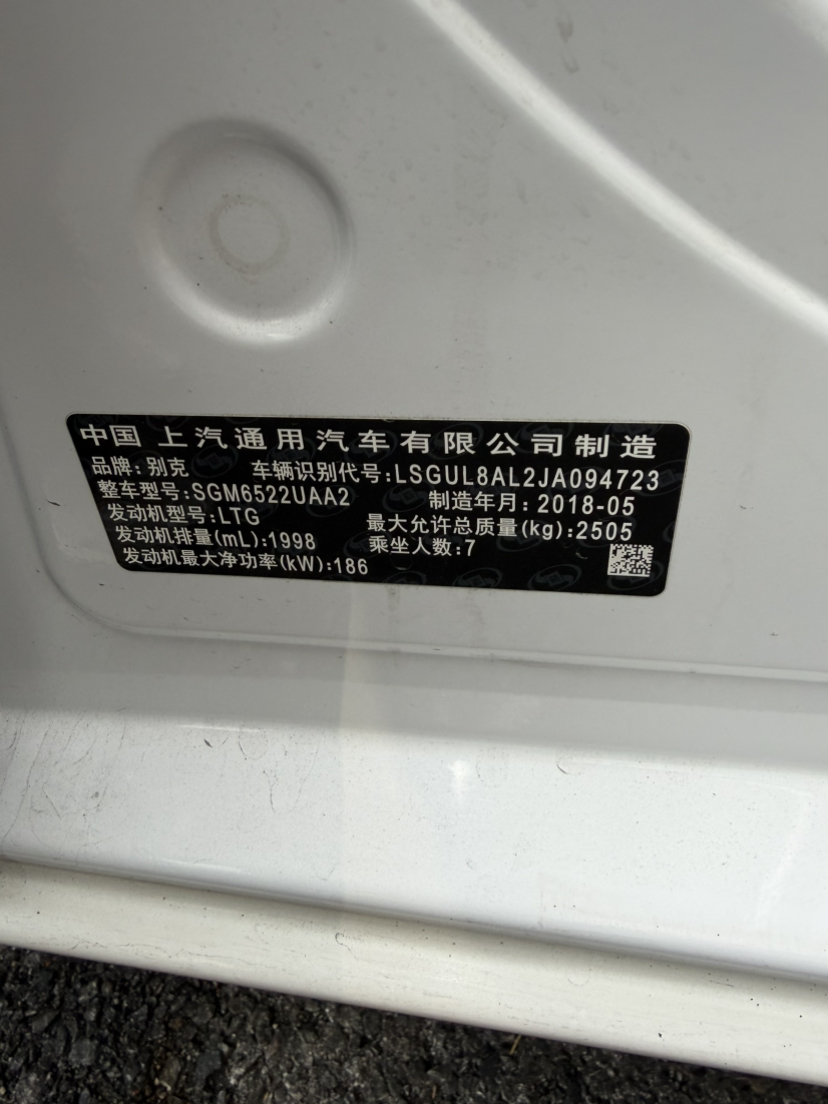 中国 上汽通用汽车有限公司制造
品牌:别克 车辆识别代号:LSGUL8AL2JA094723
整车型号:SGM6522UAA2 制造年月:2018-05
发动机型号:LTG 最大允许总质量(kg):2505
发动机排量(mL):1998 乘坐人数:7
发动机最大净功率(kW):186